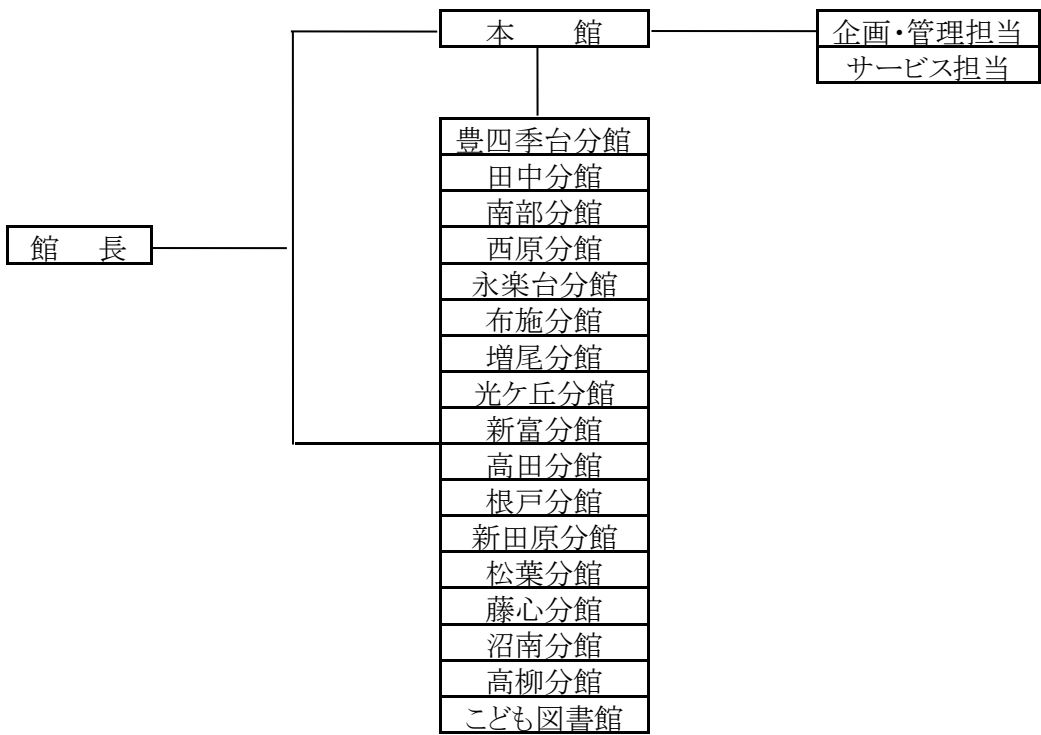 本　館
企画・管理担当
サービス担当
館　長
豊四季台分館
田中分館
南部分館
西原分館
永楽台分館
布施分館
増尾分館
光ケ丘分館
新富分館
高田分館
根戸分館
新田原分館
松葉分館
藤心分館
沼南分館
高柳分館
こども図書館